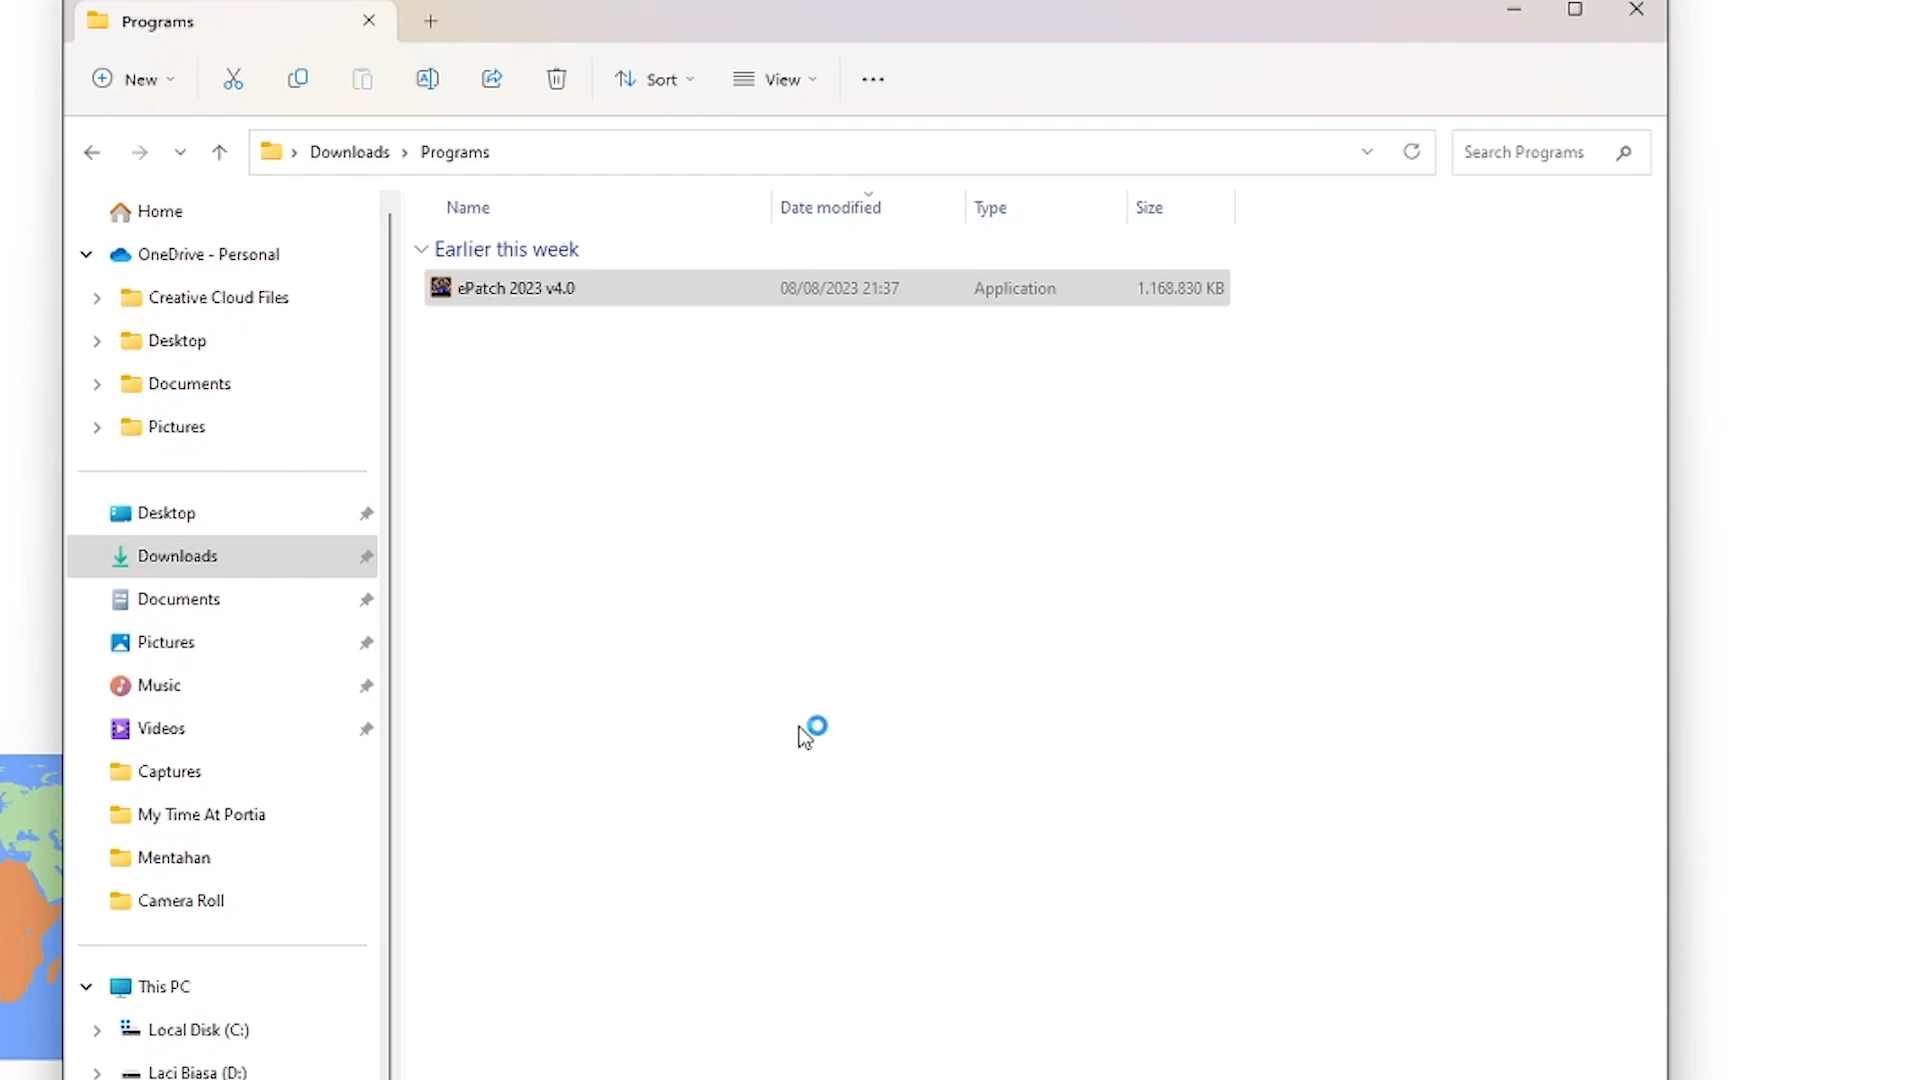 Programs
New
Sort
View
Downloads
Programs
Search Programs
Home
OneDrive - Personal
Creative Cloud Files
Desktop
Documents
Pictures
Desktop
Downloads
Documents
Pictures
Music
Videos
Captures
My Time At Portia
Mentahan
Camera Roll
This PC
Local Disk (C:)
Laci Biasa (D:)
Name Date modified Type Size
Earlier this week
ePatch 2023 v4.0 08/08/2023 21:37 Application 1.168.830 KB